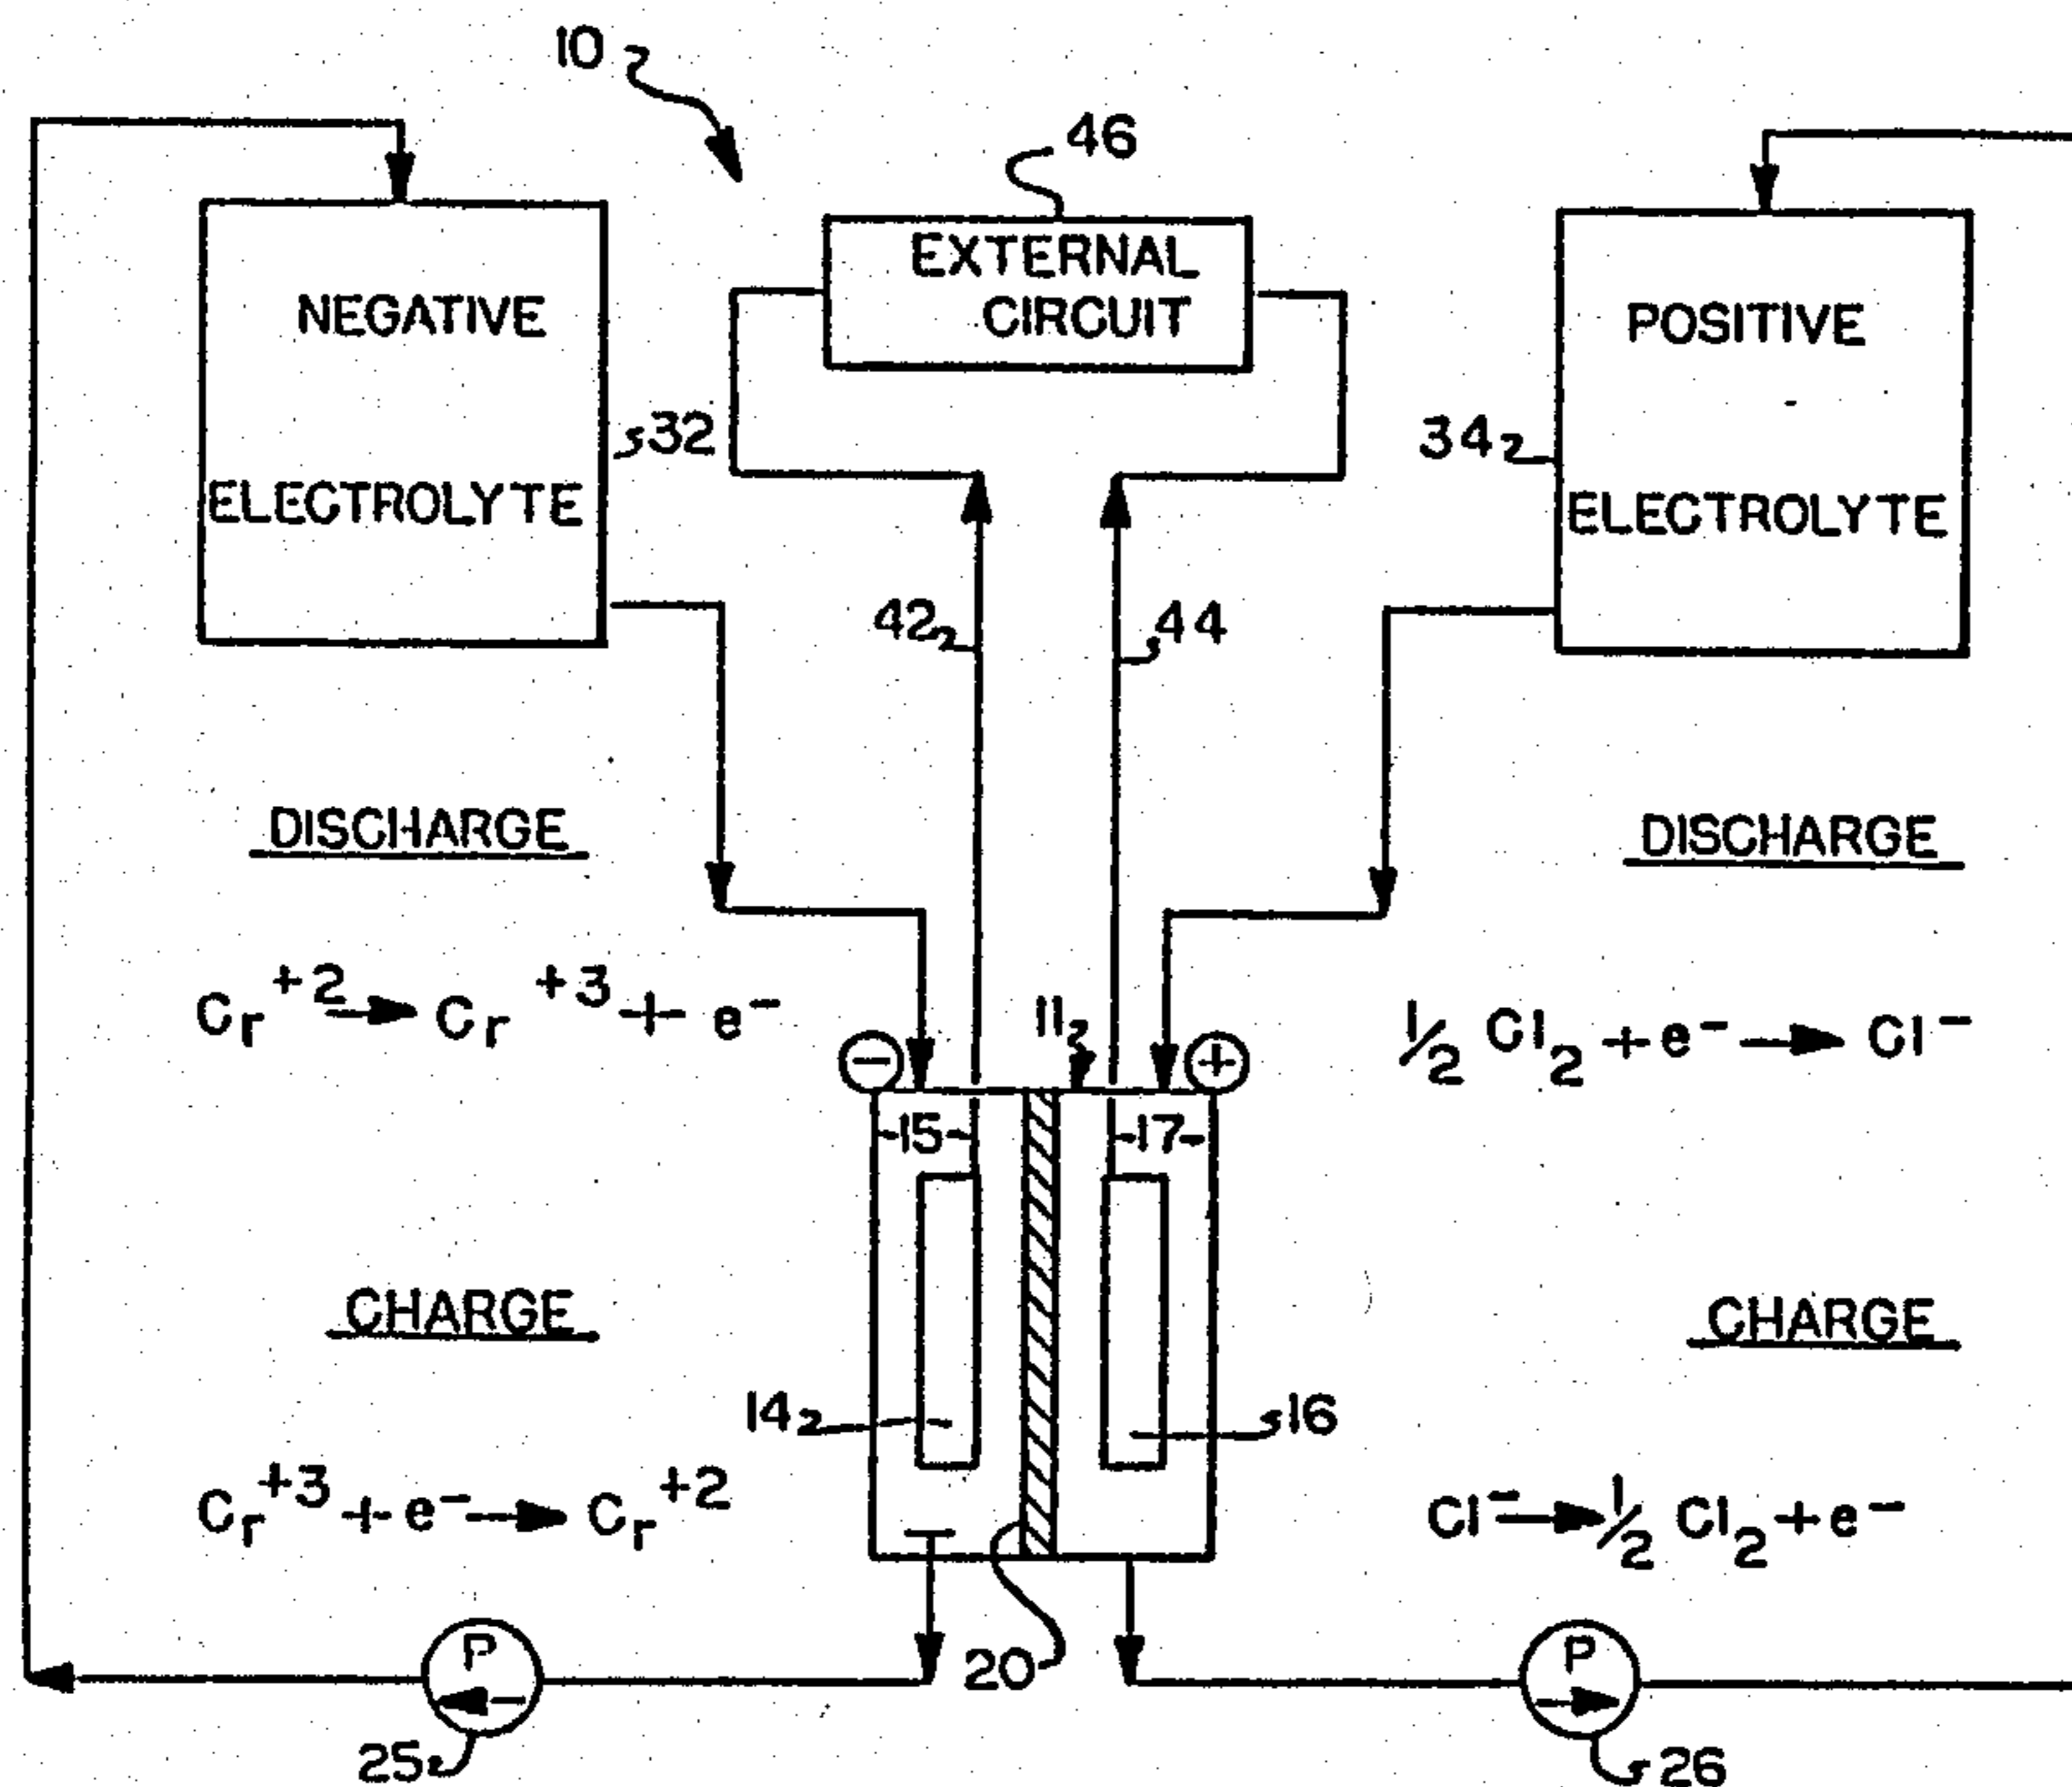 10
46
EXTERNAL
CIRCUIT
NEGATIVE
ELECTROLYTE
32
POSITIVE
ELECTROLYTE
34
42
44
DISCHARGE
Cr+2 → Cr+3 + e−
DISCHARGE
½ Cl2 + e− → Cl−
−
11
+
15
17
CHARGE
Cr+3 + e− → Cr+2
CHARGE
Cl− → ½ Cl2 + e−
14
16
20
P
25
P
26